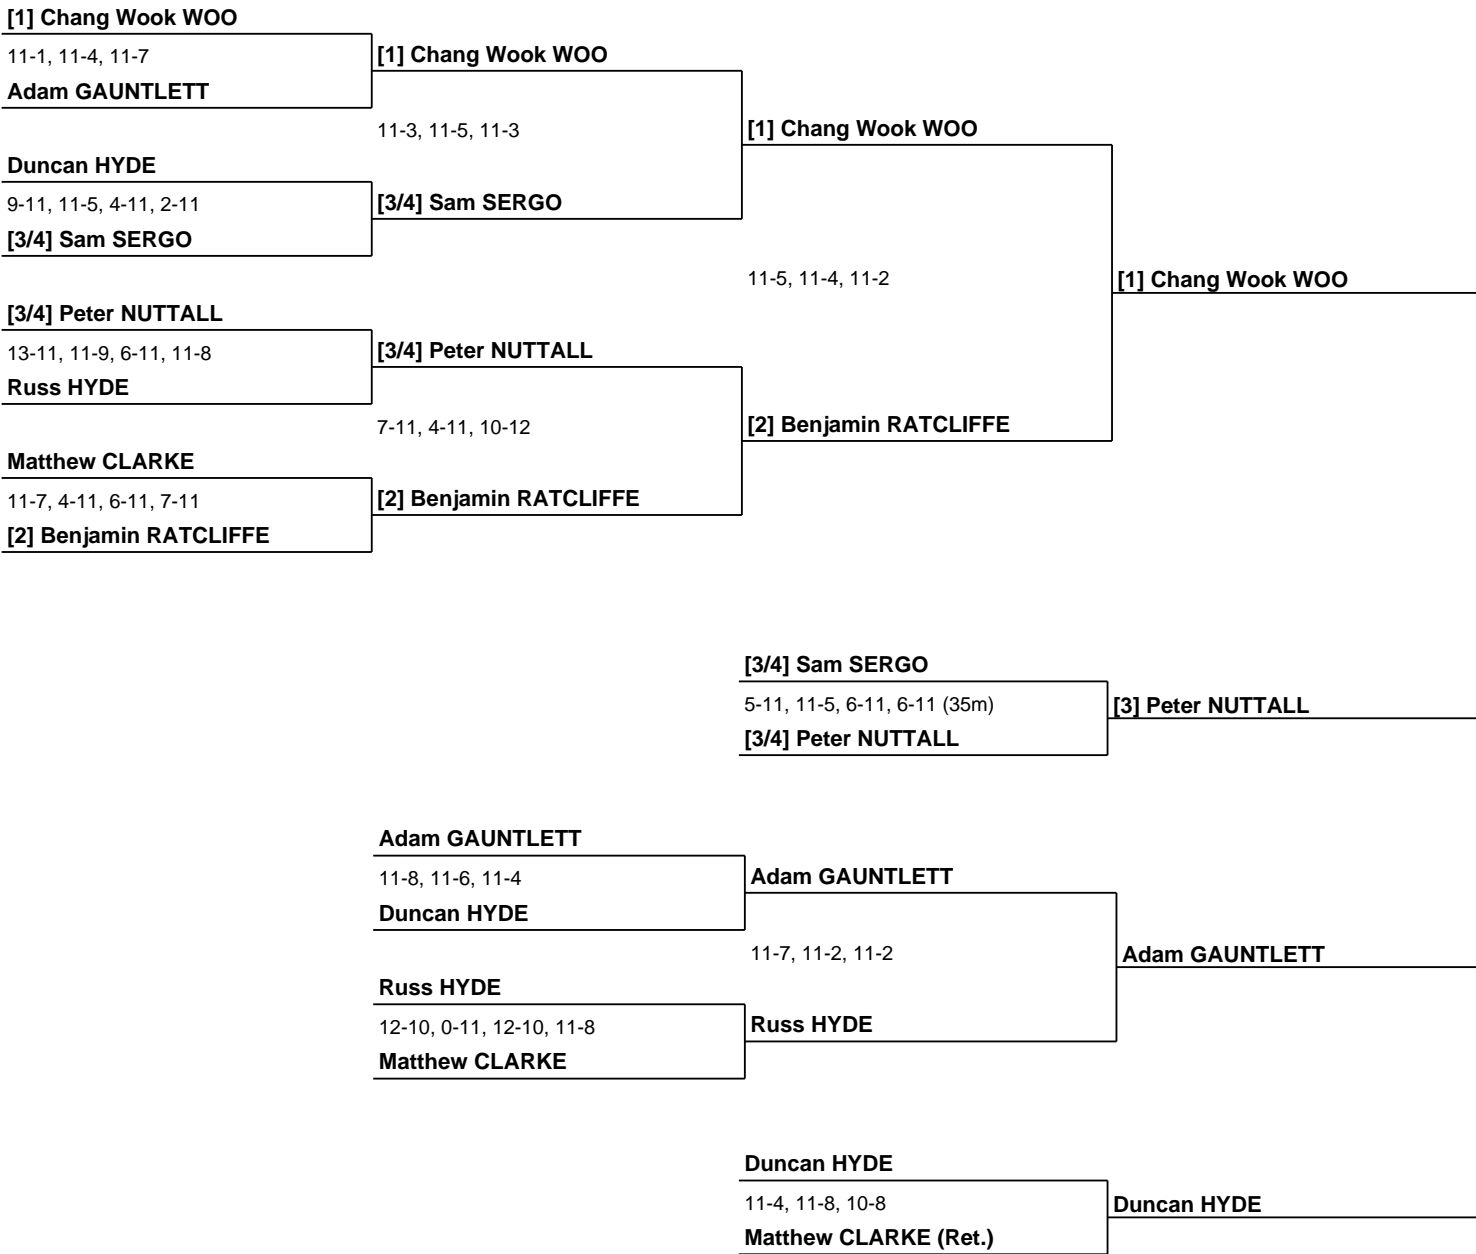 [1] Chang Wook WOO
11-1, 11-4, 11-7
[1] Chang Wook WOO
Adam GAUNTLETT
11-3, 11-5, 11-3
[1] Chang Wook WOO
Duncan HYDE
9-11, 11-5, 4-11, 2-11
[3/4] Sam SERGO
[3/4] Sam SERGO
11-5, 11-4, 11-2
[1] Chang Wook WOO
[3/4] Peter NUTTALL
13-11, 11-9, 6-11, 11-8
[3/4] Peter NUTTALL
Russ HYDE
7-11, 4-11, 10-12
[2] Benjamin RATCLIFFE
Matthew CLARKE
11-7, 4-11, 6-11, 7-11
[2] Benjamin RATCLIFFE
[2] Benjamin RATCLIFFE
[3/4] Sam SERGO
5-11, 11-5, 6-11, 6-11 (35m)
[3] Peter NUTTALL
[3/4] Peter NUTTALL
Adam GAUNTLETT
11-8, 11-6, 11-4
Adam GAUNTLETT
Duncan HYDE
11-7, 11-2, 11-2
Adam GAUNTLETT
Russ HYDE
12-10, 0-11, 12-10, 11-8
Russ HYDE
Matthew CLARKE
Duncan HYDE
11-4, 11-8, 10-8
Duncan HYDE
Matthew CLARKE (Ret.)